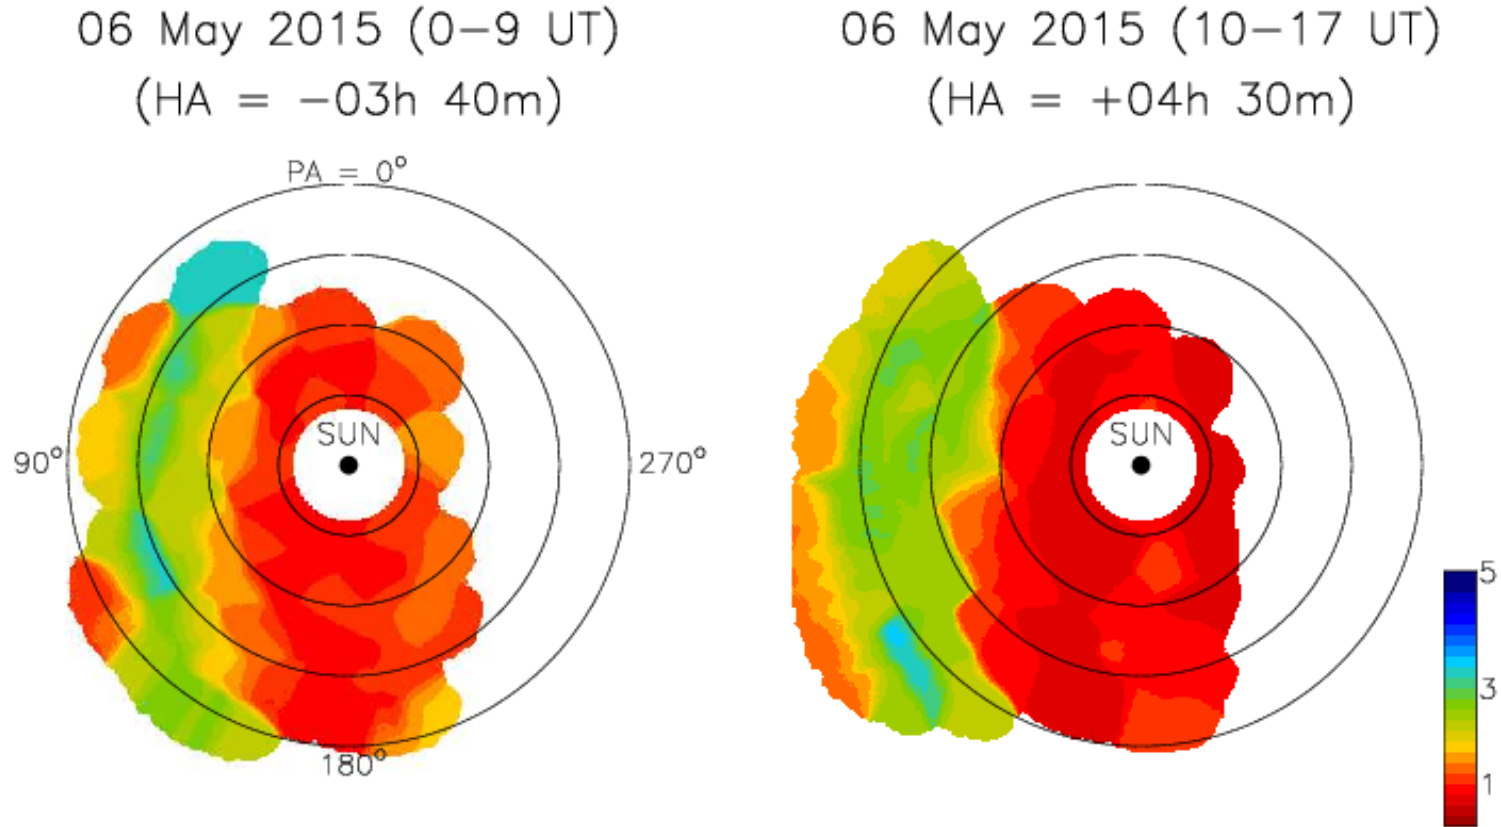 06 May 2015 (0−9 UT)
(HA = −03h 40m)
06 May 2015 (10−17 UT)
(HA = +04h 30m)
PA = 0°
SUN
90°
270°
180°
SUN
5
3
1